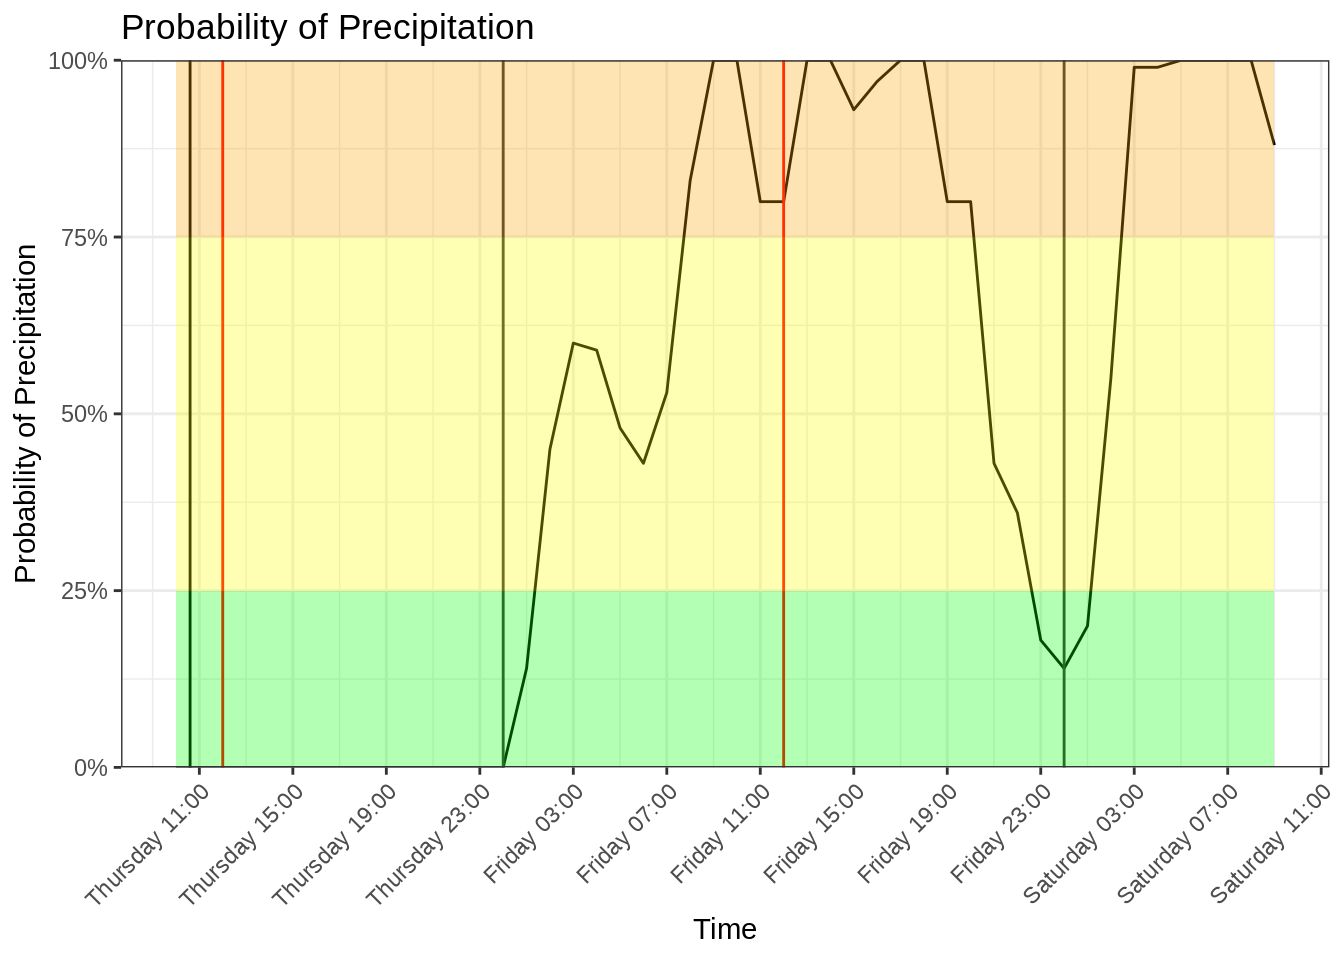 Probability of Precipitation
Probability of Precipitation
100%
75%
50%
25%
0%
Thursday 11:00
Thursday 15:00
Thursday 19:00
Thursday 23:00
Friday 03:00
Friday 07:00
Friday 11:00
Friday 15:00
Friday 19:00
Friday 23:00
Saturday 03:00
Saturday 07:00
Saturday 11:00
Time